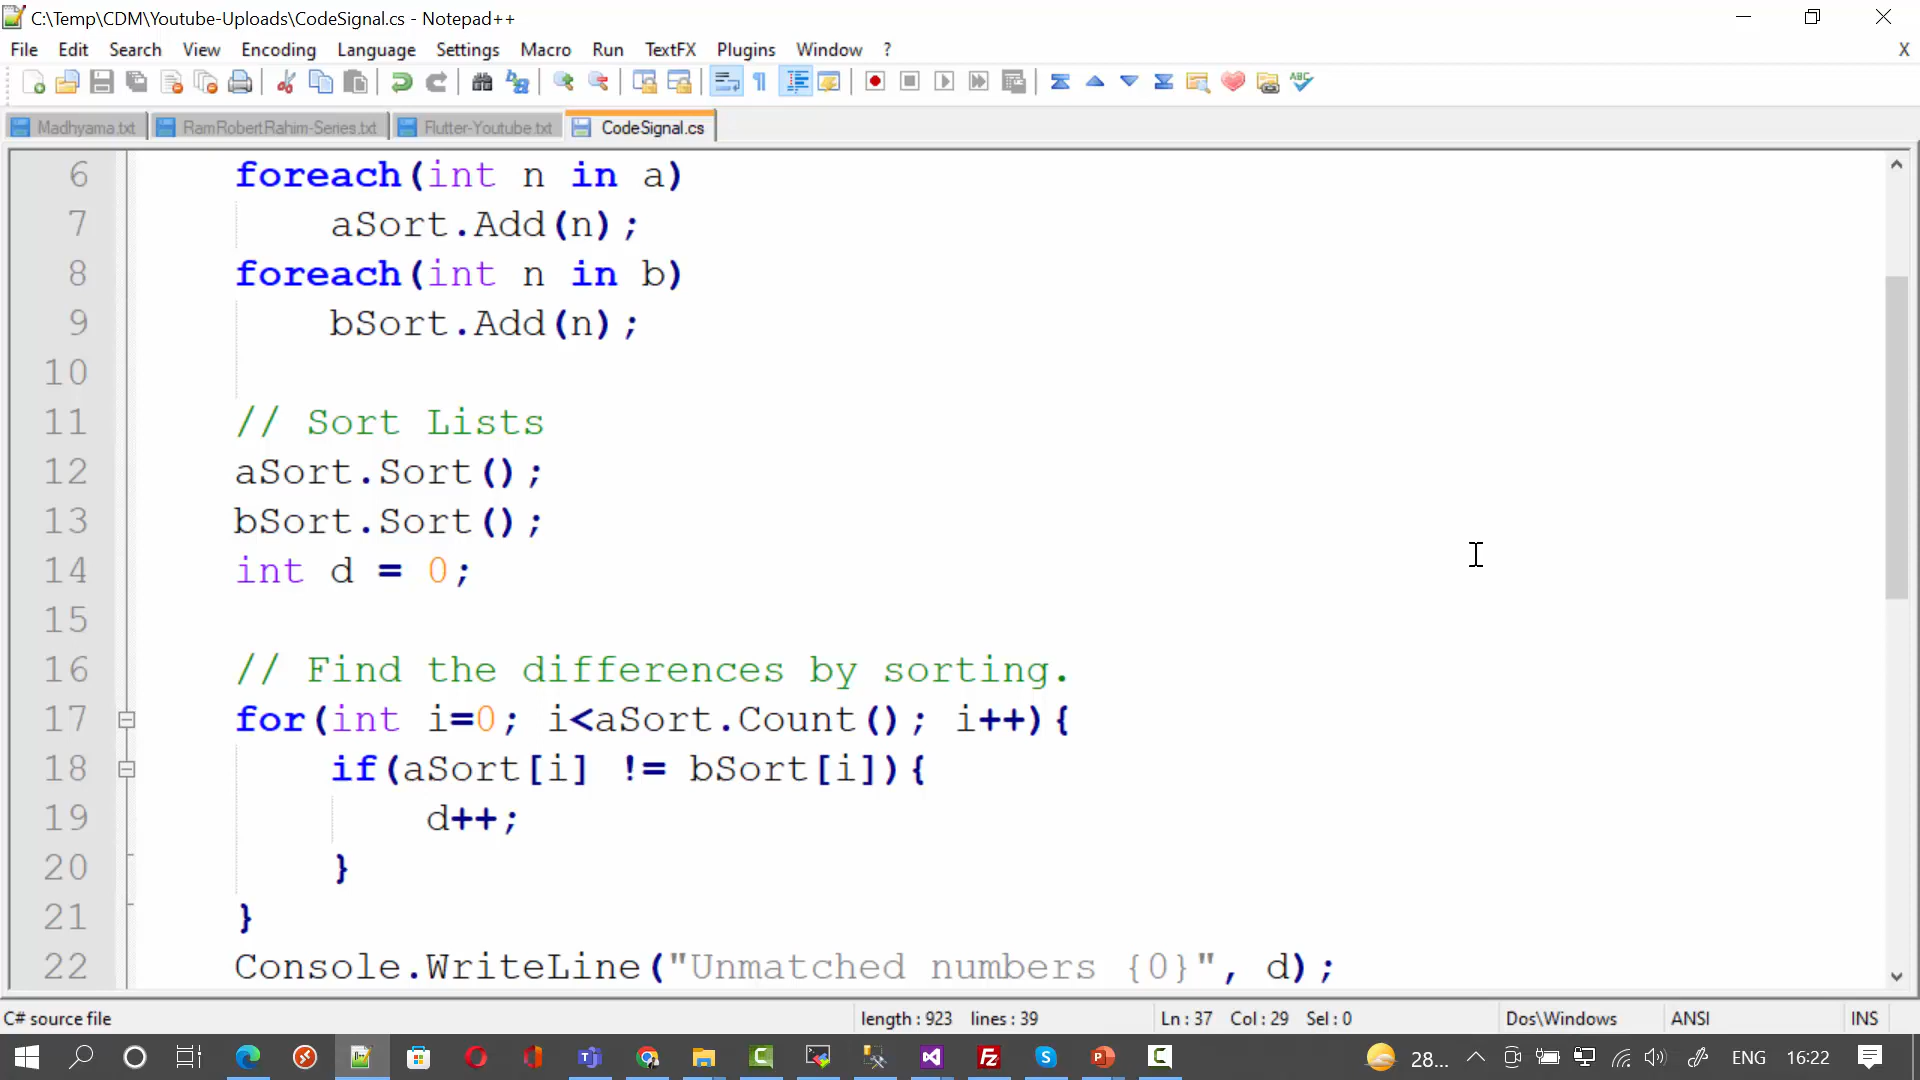 C:\Temp\CDM\Youtube-Uploads\CodeSignal.cs - Notepad++
File Edit Search View Encoding Language Settings Macro Run TextFX Plugins Window ? X
Madhyama.txt RamRobertRahim-Series.txt Flutter-Youtube.txt CodeSignal.cs
6 foreach(int n in a)
7 aSort.Add(n);
8 foreach(int n in b)
9 bSort.Add(n);
10
11 // Sort Lists
12 aSort.Sort();
13 bSort.Sort();
14 int d = 0;
15
16 // Find the differences by sorting.
17 for(int i=0; i<aSort.Count(); i++){
18 if(aSort[i] != bSort[i]){
19 d++;
20 }
21 }
22 Console.WriteLine("Unmatched numbers {0}", d);
C# source file length : 923 lines : 39 Ln : 37 Col : 29 Sel : 0 Dos\Windows ANSI INS
28... ENG 16:22